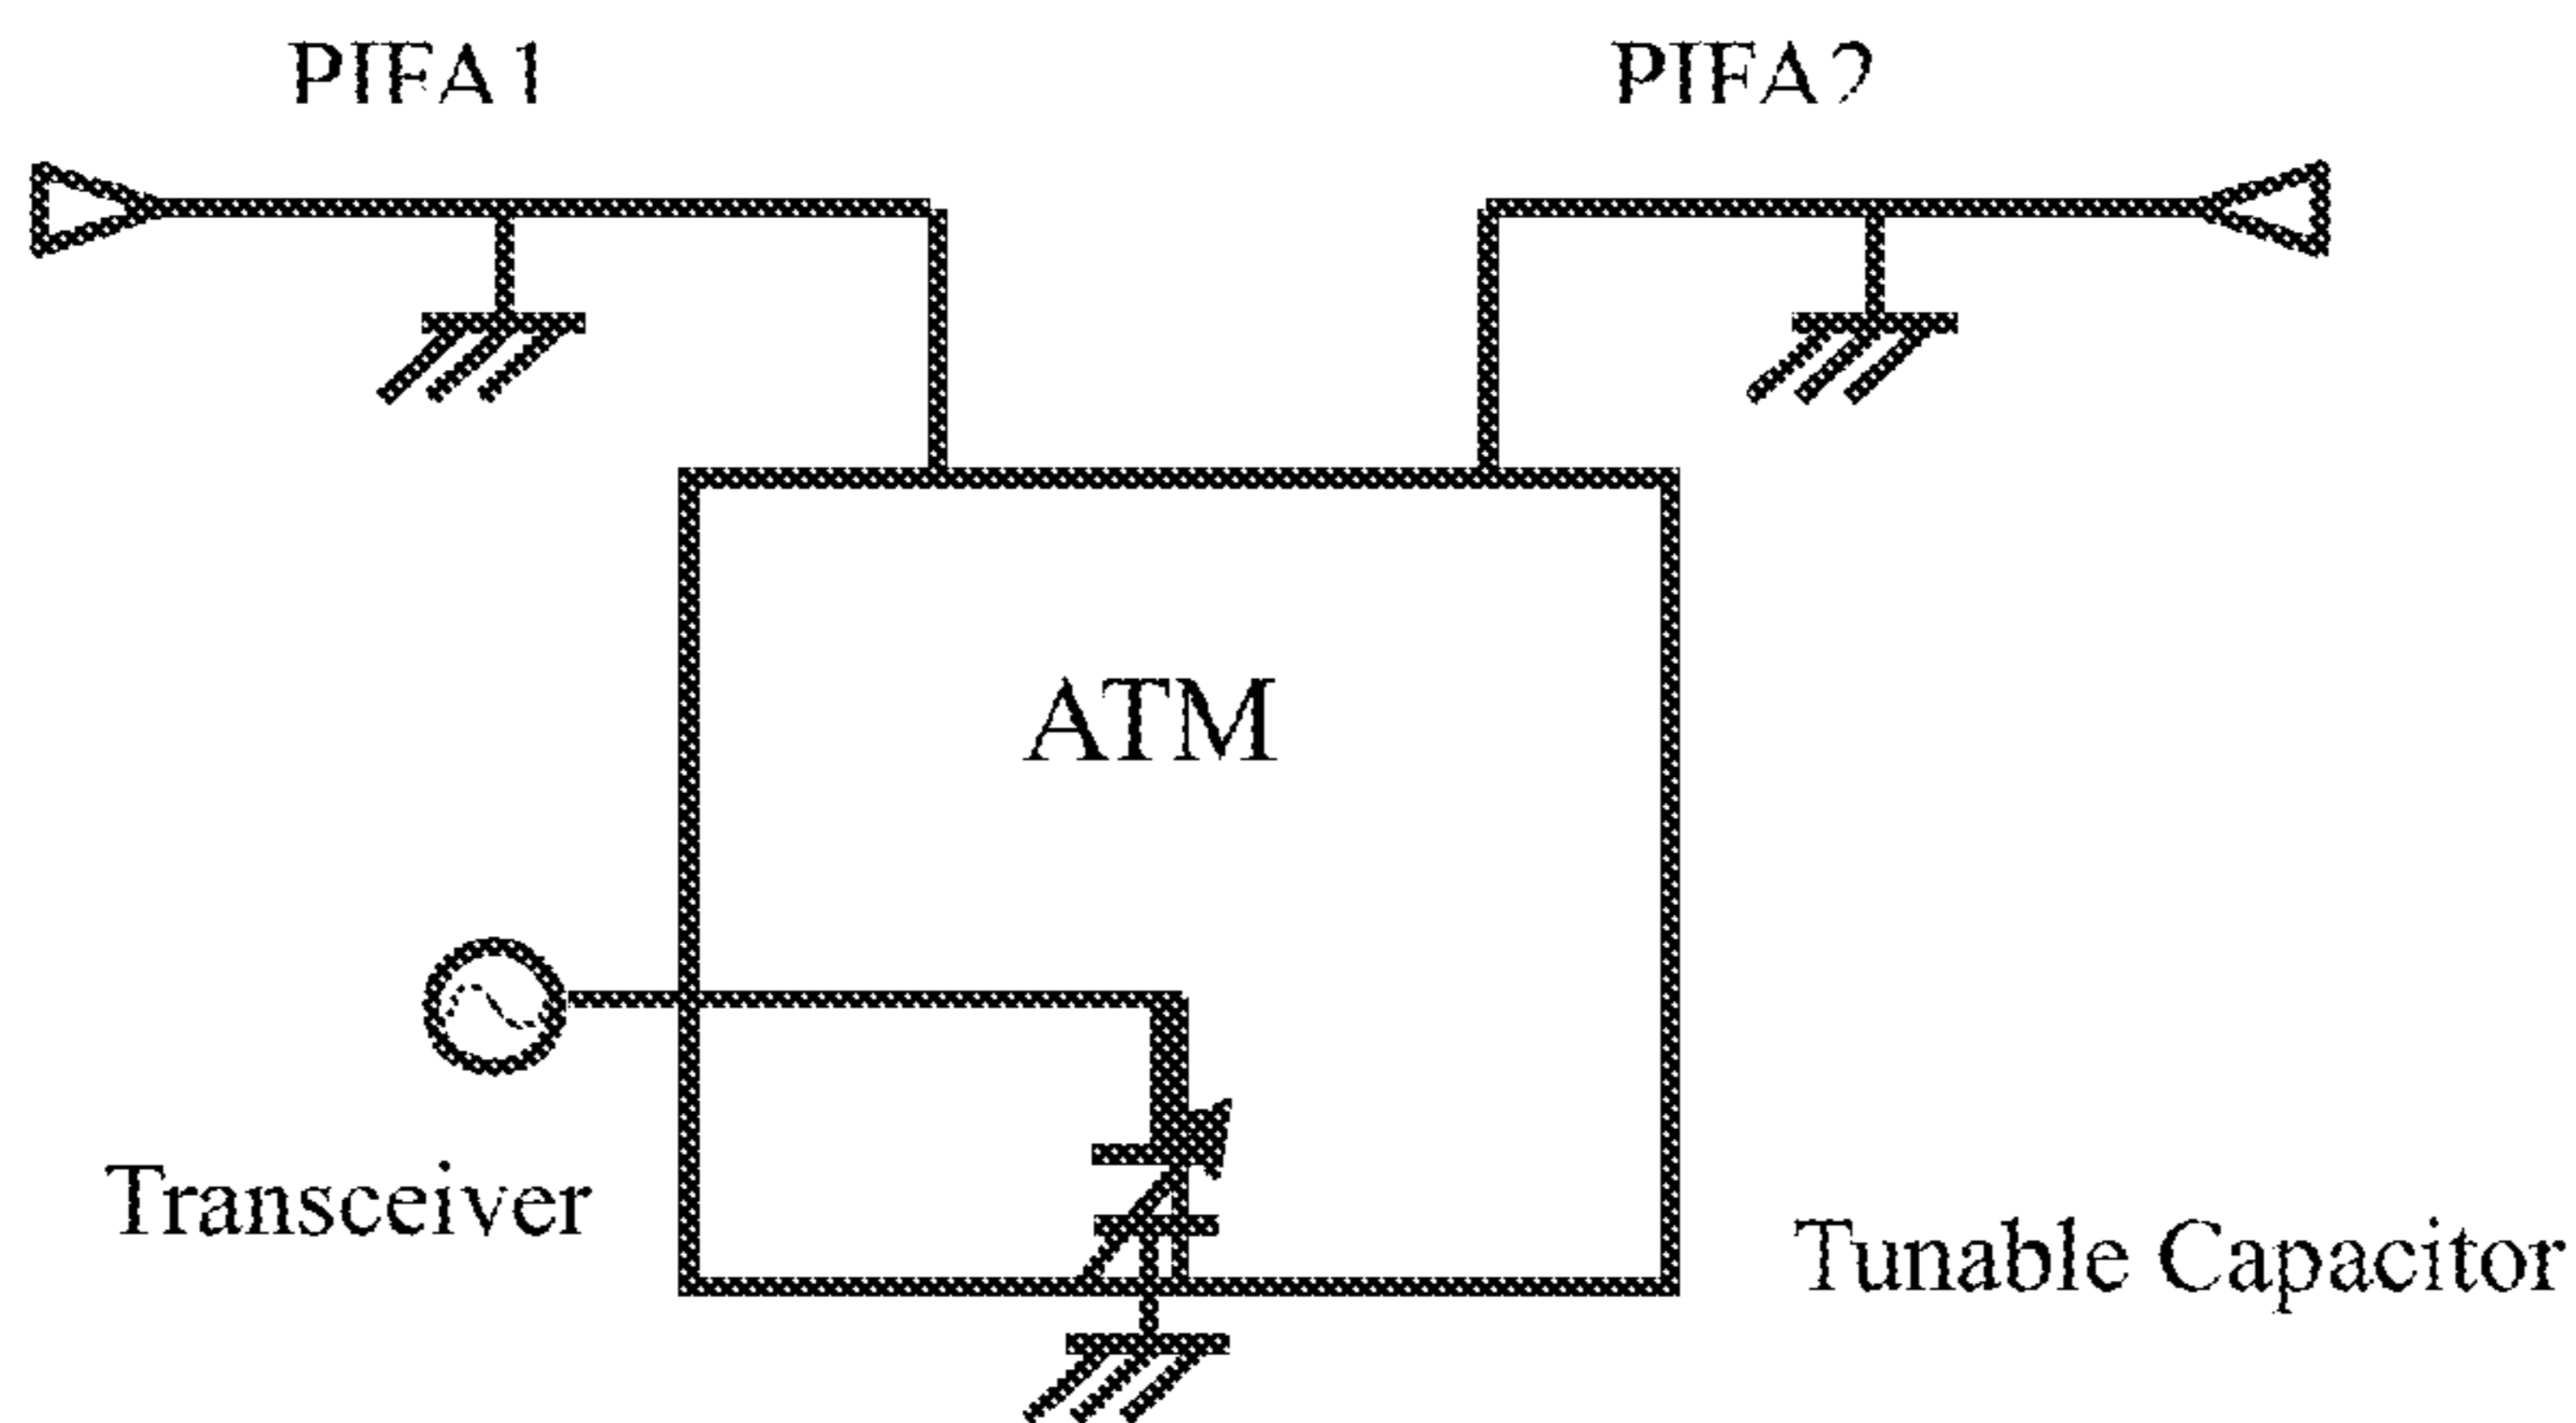 PIFA1
PIFA2
ATM
Transceiver
Tunable Capacitor